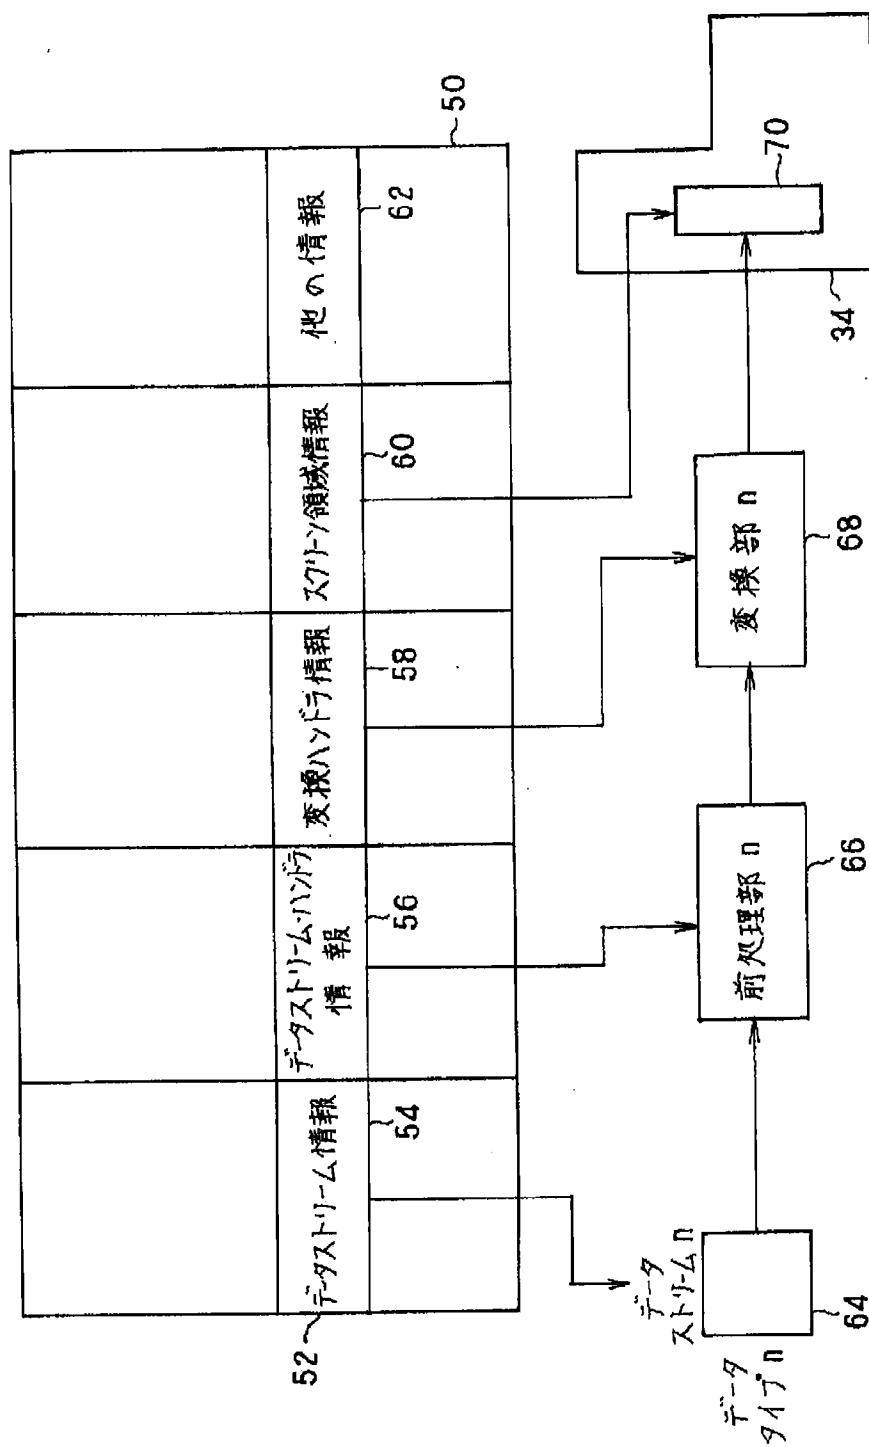 50
データストリーム情報
データストリーム・ハンドラ
情報
変換ハンドラ情報
スクリーン領域情報
他の情報
52
54
56
58
60
62
データ
ストリームn
データ
タイプn
64
前処理部 n
66
変換部 n
68
70
34